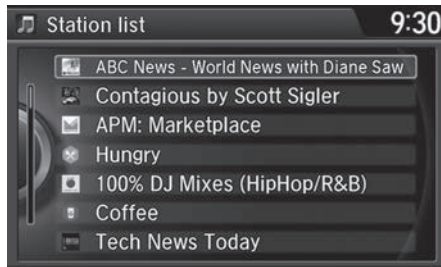 Station list
9:30
ABC News - World News with Diane Saw
Contagious by Scott Sigler
APM: Marketplace
Hungry
100% DJ Mixes (HipHop/R&B)
Coffee
Tech News Today